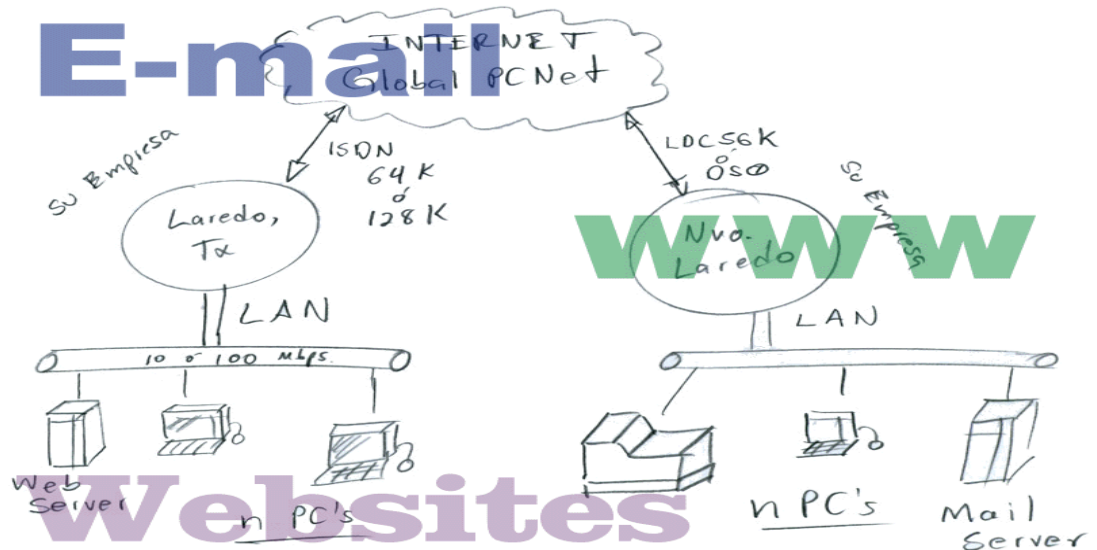 E-mail
INTERNET
Global PCNet
Su Empresa
ISDN
64 K
ó
128 K
LDC56K
ó
DS0
Su Empresa
Laredo,
Tx
www
Nvo.
Laredo
LAN
LAN
10 ó 100 Mbps.
Web
Server
Websites
n PC's
n PC's
Mail
Server